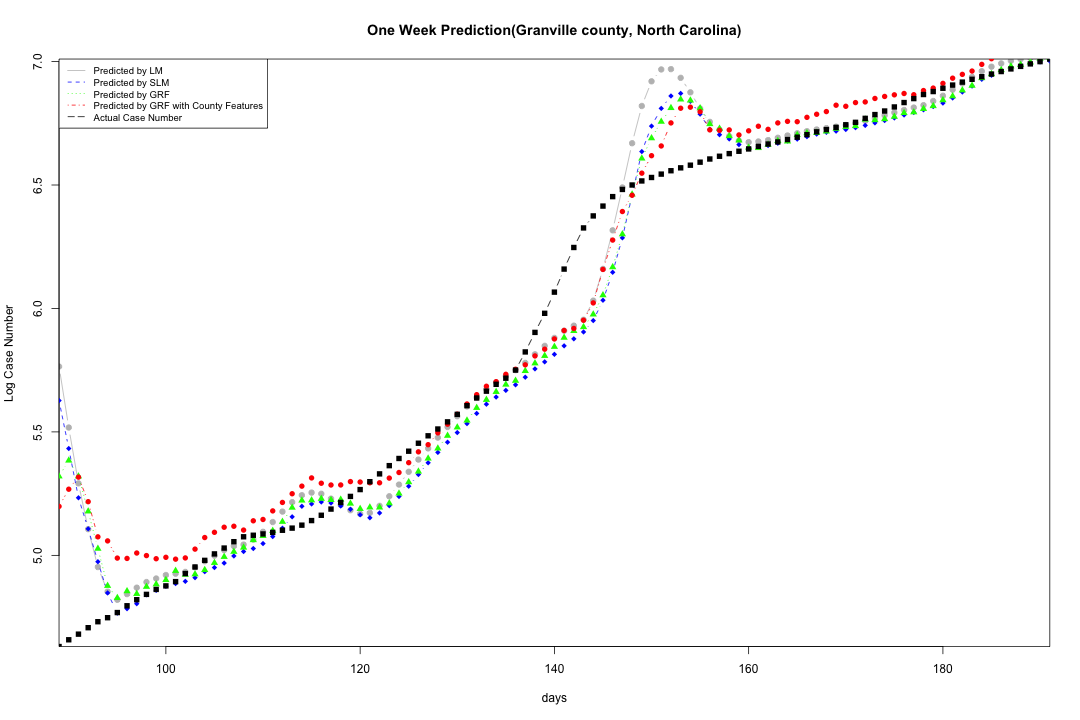 One Week Prediction(Granville county, North Carolina)
Predicted by LM
Predicted by SLM
Predicted by GRF
Predicted by GRF with County Features
Actual Case Number
Log Case Number
7.0
6.5
6.0
5.5
5.0
100 120 140 160 180
days